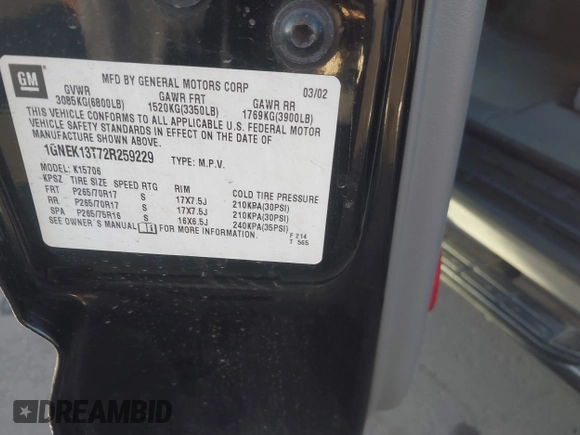 GM
MFD BY GENERAL MOTORS CORP 03/02
GVWR GAWR FRT GAWR RR
3085KG(6800LB) 1520KG(3350LB) 1769KG(3900LB)
THIS VEHICLE CONFORMS TO ALL APPLICABLE U.S. FEDERAL MOTOR
VEHICLE SAFETY STANDARDS IN EFFECT ON THE DATE OF
MANUFACTURE SHOWN ABOVE.
1GNEK13T72R259229 TYPE: M.P.V.
MODEL: K15706
KPSZ TIRE SIZE SPEED RTG RIM COLD TIRE PRESSURE
FRT P265/70R17 S 17X7.5J 210KPA(30PSI)
RR P265/70R17 S 17X7.5J 210KPA(30PSI)
SPA P265/75R16 S 16X6.5J 240KPA(35PSI)
SEE OWNER'S MANUAL FOR MORE INFORMATION. F 214
T 565
DREAMBID